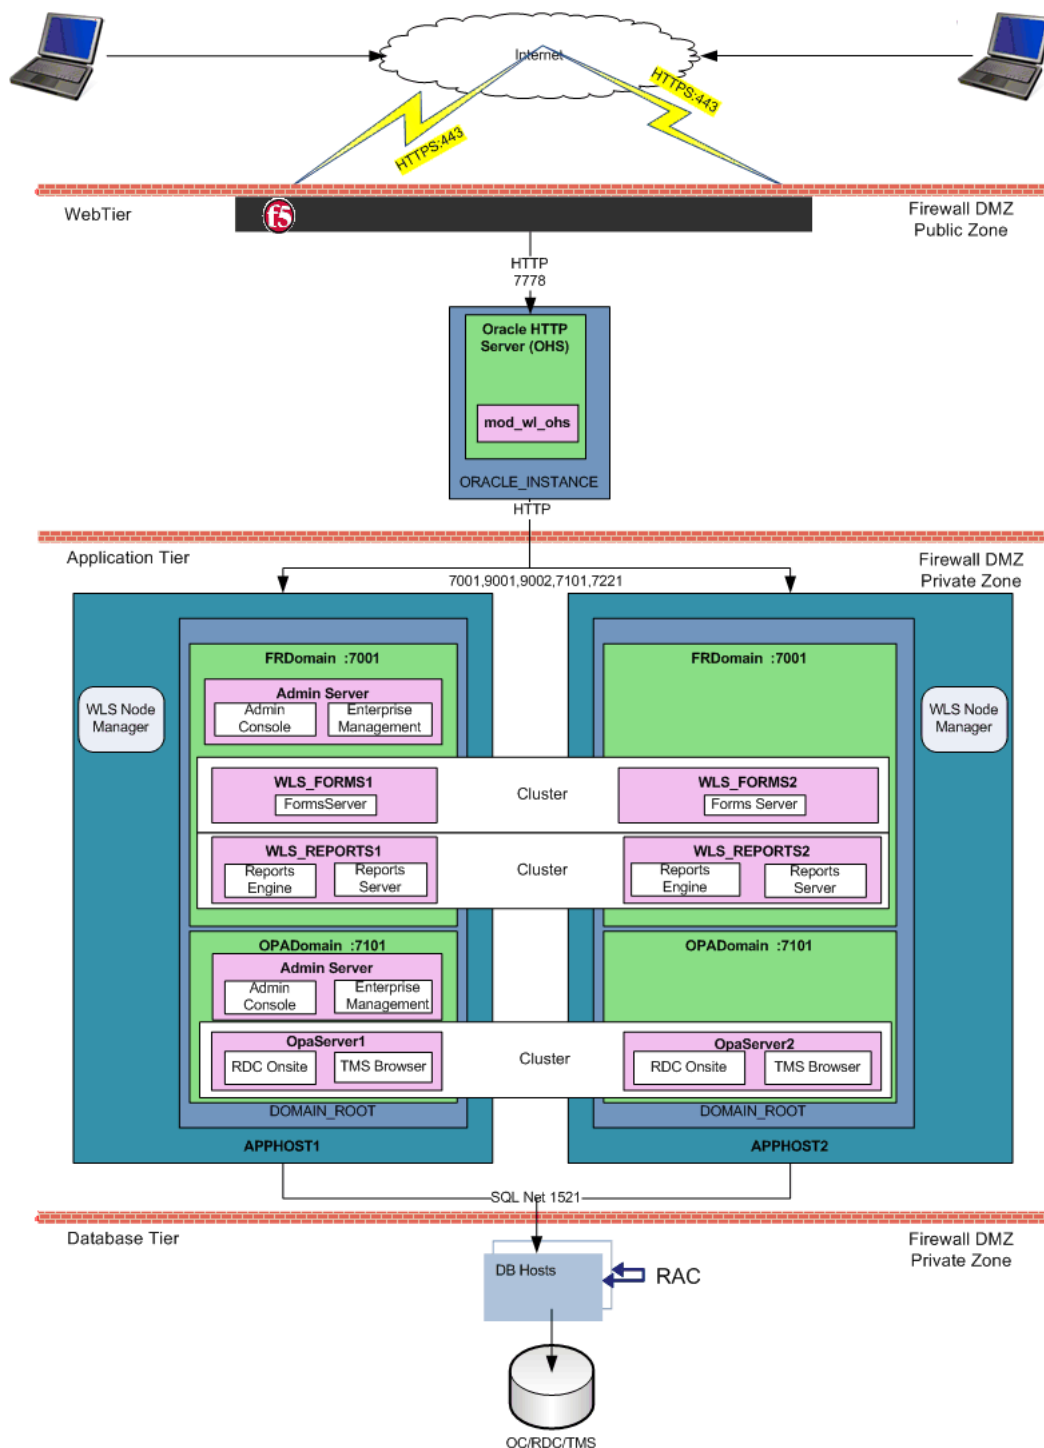 Internet
HTTPS:443
HTTPS:443
WebTier
f5
Firewall DMZ
Public Zone
HTTP
7778
Oracle HTTP
Server (OHS)
mod_wl_ohs
ORACLE_INSTANCE
HTTP
Application Tier
Firewall DMZ
Private Zone
7001,9001,9002,7101,7221
FRDomain :7001
FRDomain :7001
WLS Node
Manager
Admin Server
Admin
Console
Enterprise
Management
WLS Node
Manager
WLS_FORMS1
FormsServer
Cluster
WLS_FORMS2
Forms Server
WLS_REPORTS1
Reports
Engine
Reports
Server
Cluster
WLS_REPORTS2
Reports
Engine
Reports
Server
OPADomain :7101
OPADomain :7101
Admin Server
Admin
Console
Enterprise
Management
OpaServer1
RDC Onsite
TMS Browser
Cluster
OpaServer2
RDC Onsite
TMS Browser
DOMAIN_ROOT
DOMAIN_ROOT
APPHOST1
APPHOST2
SQL Net 1521
Database Tier
Firewall DMZ
Private Zone
DB Hosts
RAC
OC/RDC/TMS